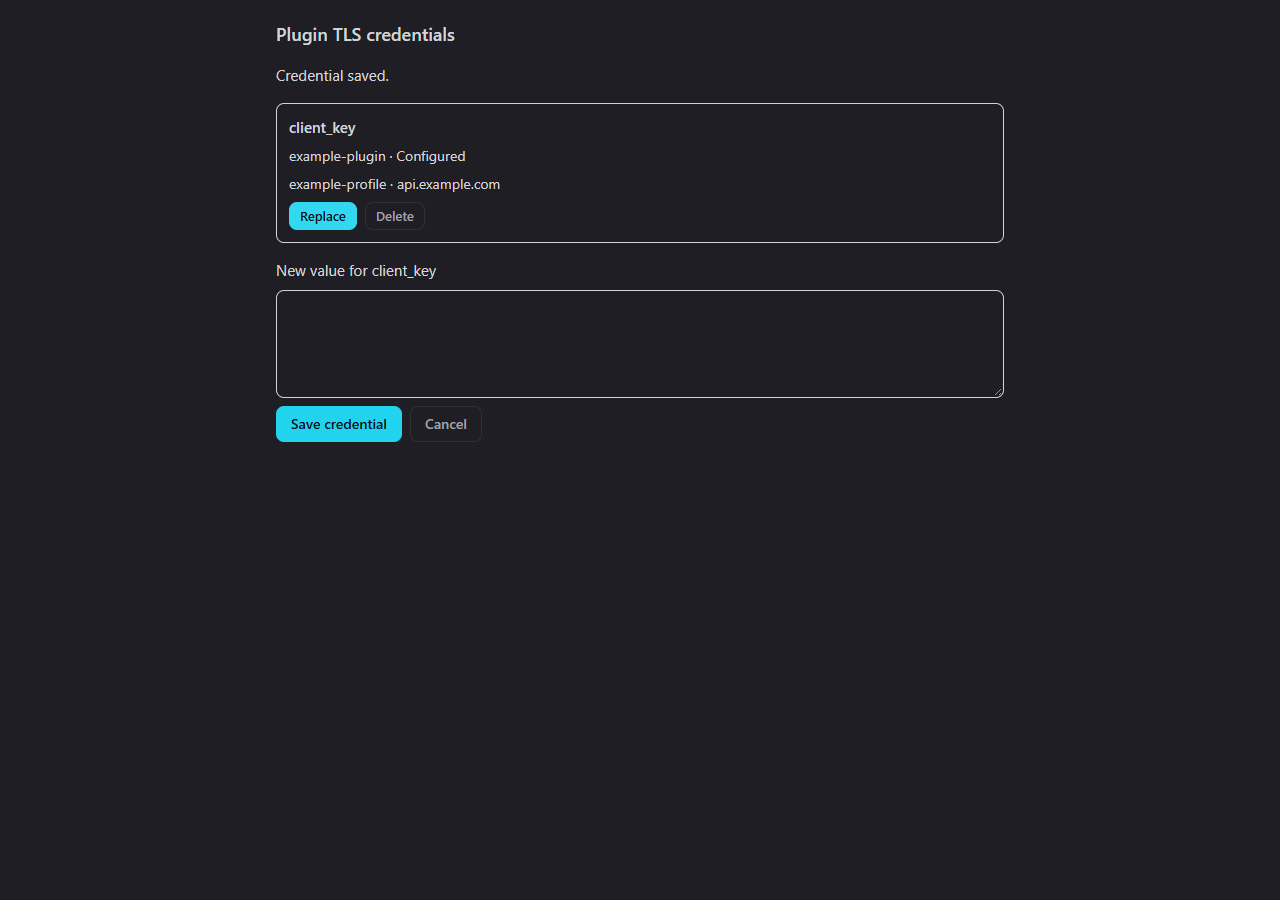 Plugin TLS credentials
Credential saved.
client_key
example-plugin · Configured
example-profile · api.example.com
Replace Delete
New value for client_key
Save credential Cancel